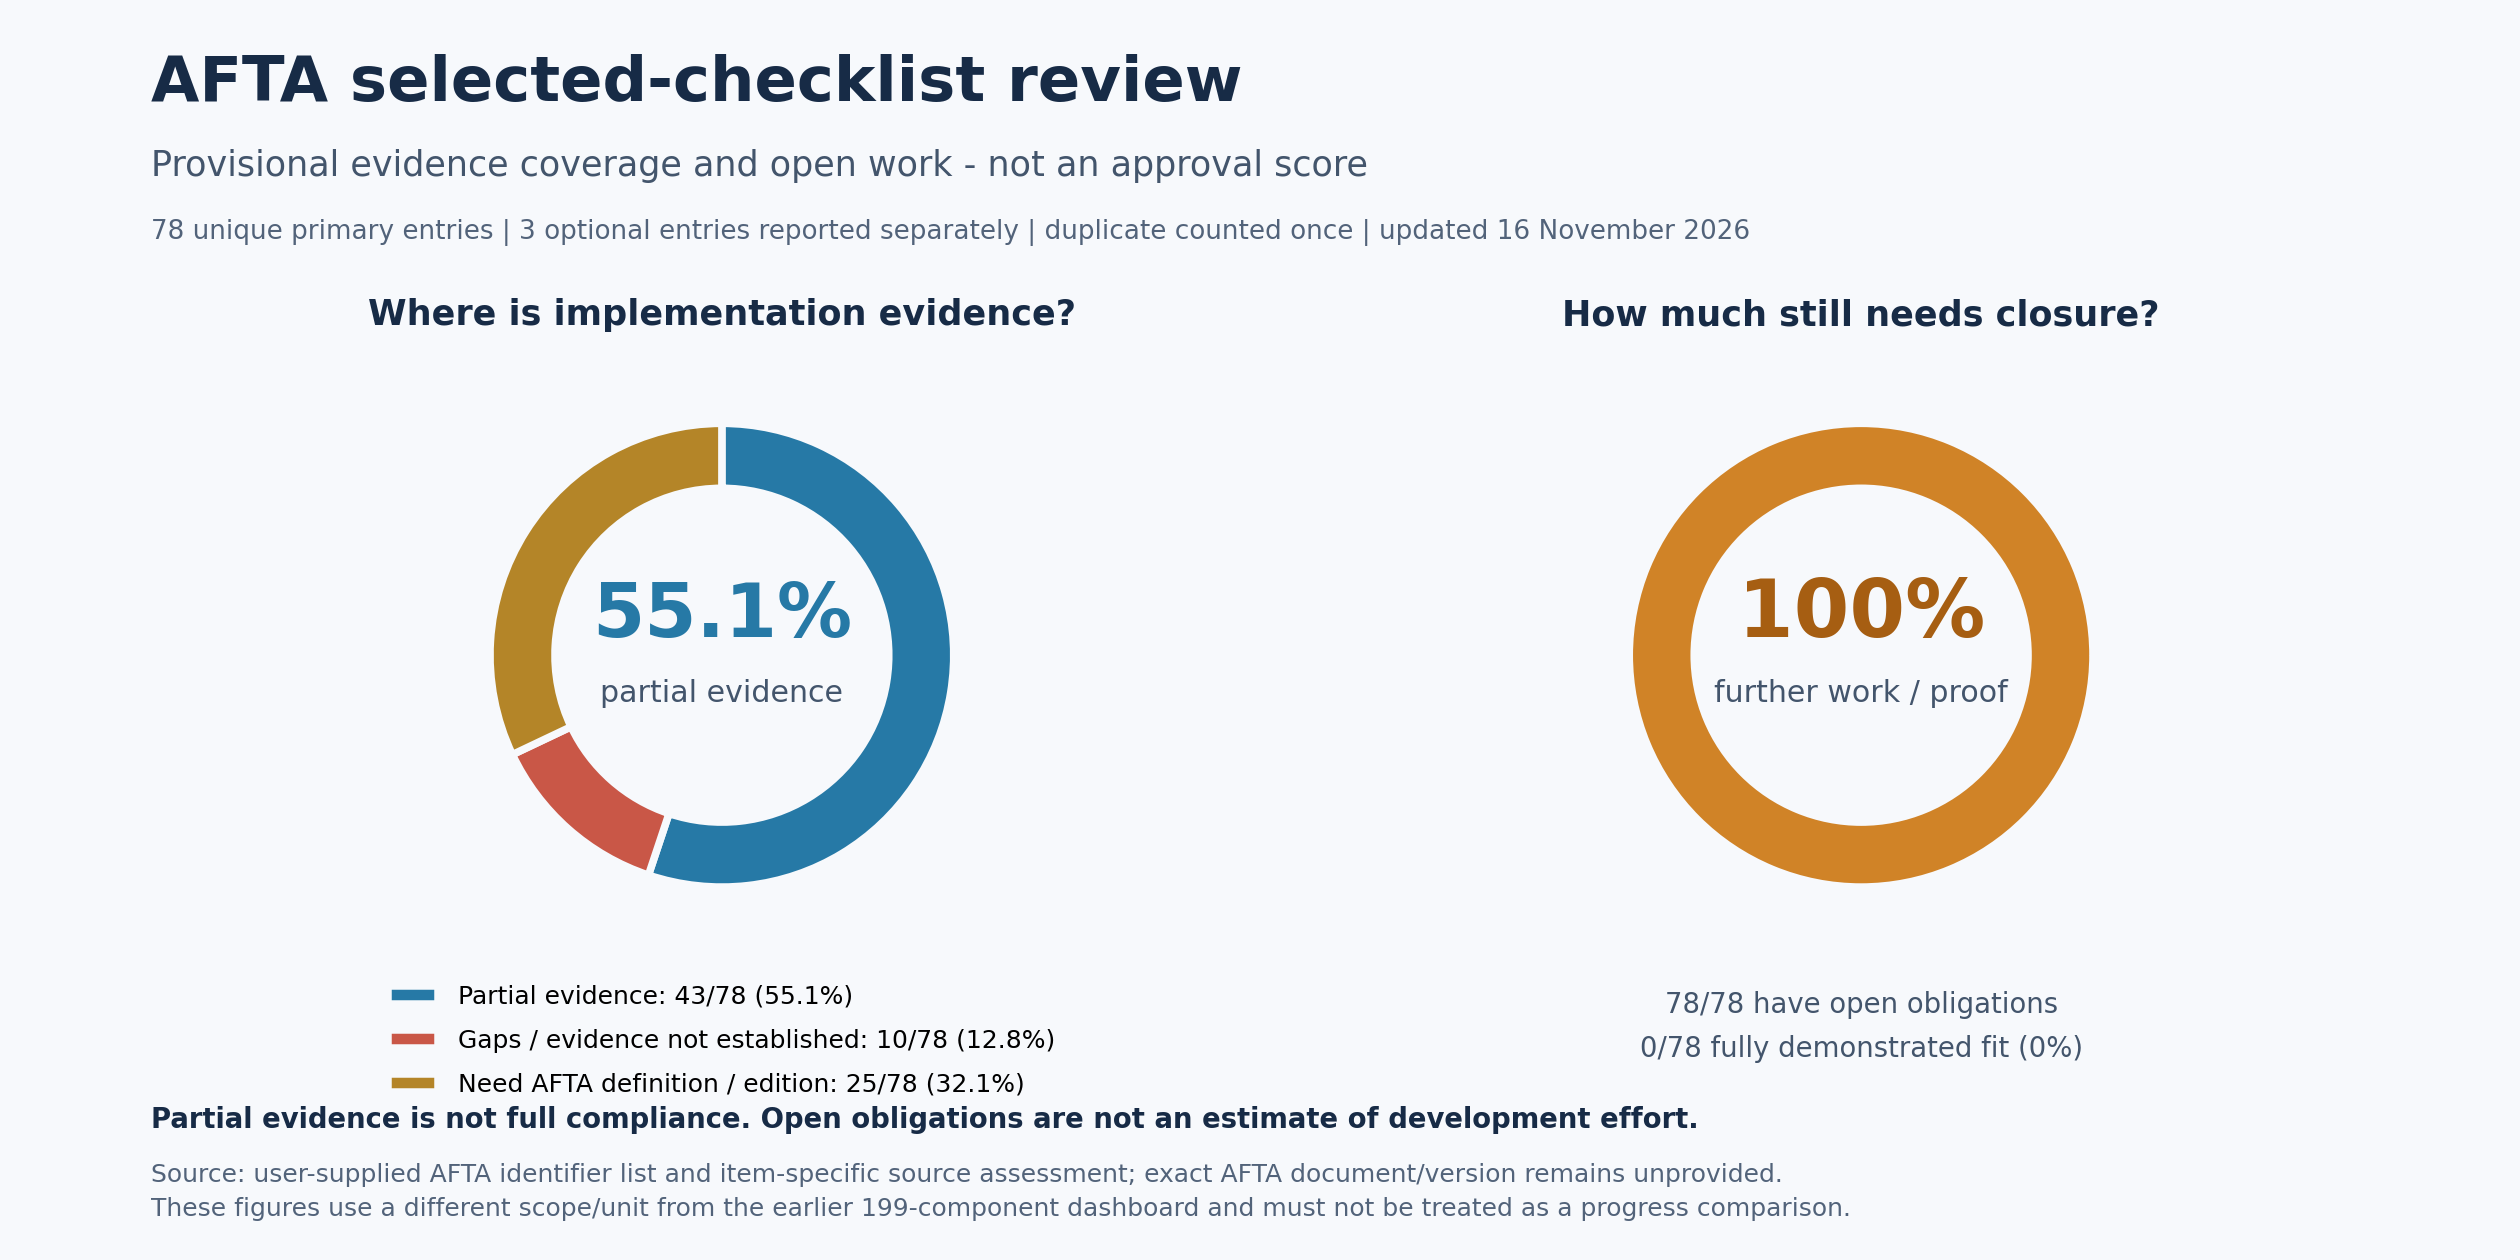 AFTA selected-checklist review
Provisional evidence coverage and open work - not an approval score
78 unique primary entries | 3 optional entries reported separately | duplicate counted once | updated 16 November 2026
Where is implementation evidence?
55.1%
partial evidence
Partial evidence: 43/78 (55.1%)
Gaps / evidence not established: 10/78 (12.8%)
Need AFTA definition / edition: 25/78 (32.1%)
How much still needs closure?
100%
further work / proof
78/78 have open obligations
0/78 fully demonstrated fit (0%)
Partial evidence is not full compliance. Open obligations are not an estimate of development effort.
Source: user-supplied AFTA identifier list and item-specific source assessment; exact AFTA document/version remains unprovided.
These figures use a different scope/unit from the earlier 199-component dashboard and must not be treated as a progress comparison.